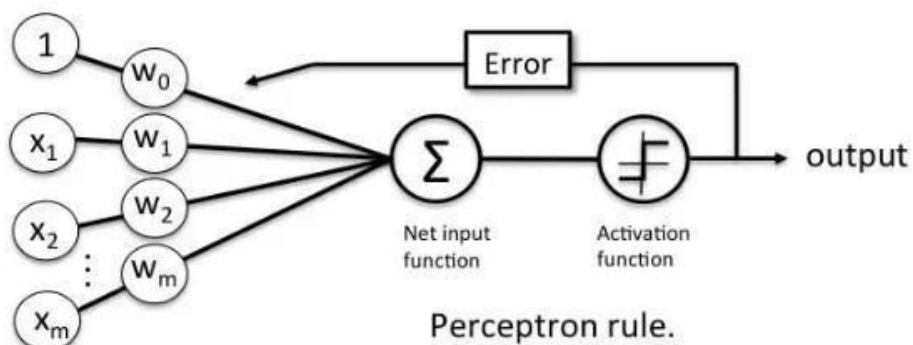 1
w₀
Error
x₁
w₁
Σ
output
x₂
w₂
⋮
wₘ
xₘ
Net input
function
Activation
function
Perceptron rule.